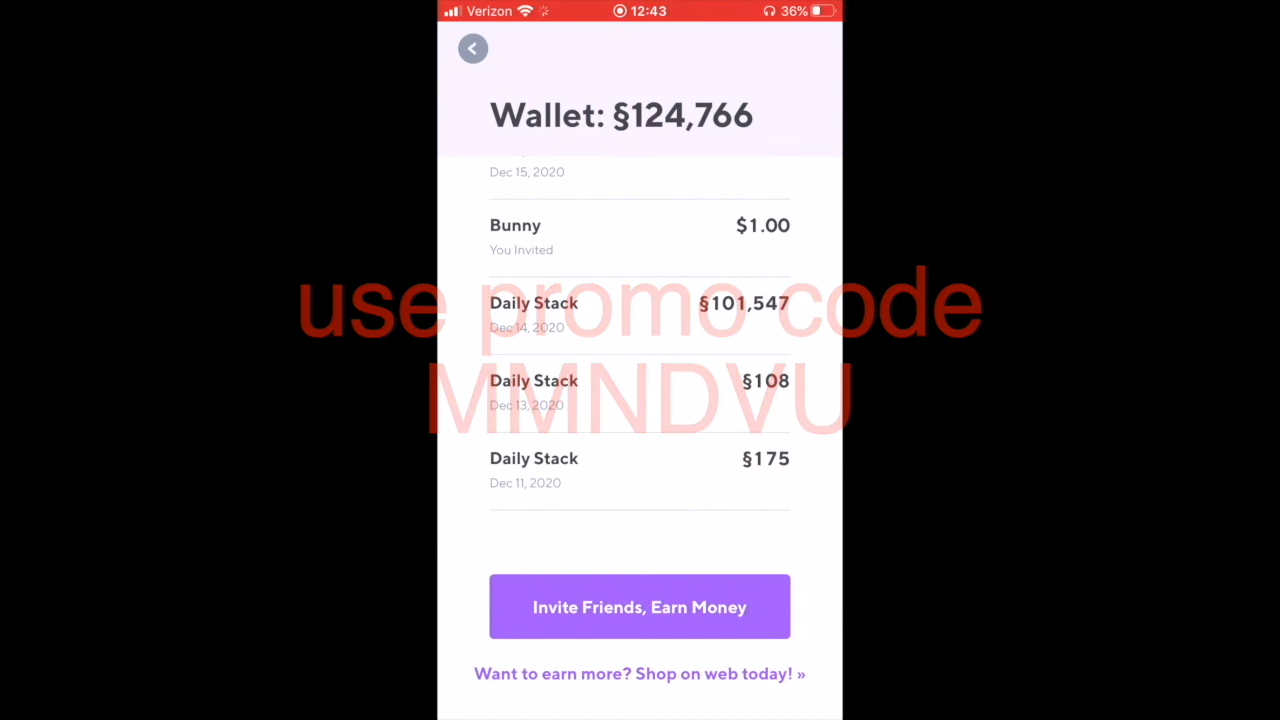 Verizon 12:43 36%
Wallet: §124,766
Dec 15, 2020
Bunny $1.00
You Invited
use promo code
Daily Stack §101,547
Dec 14, 2020
MMNDVU
Daily Stack §108
Dec 13, 2020
Daily Stack §175
Dec 11, 2020
Invite Friends, Earn Money
Want to earn more? Shop on web today! »